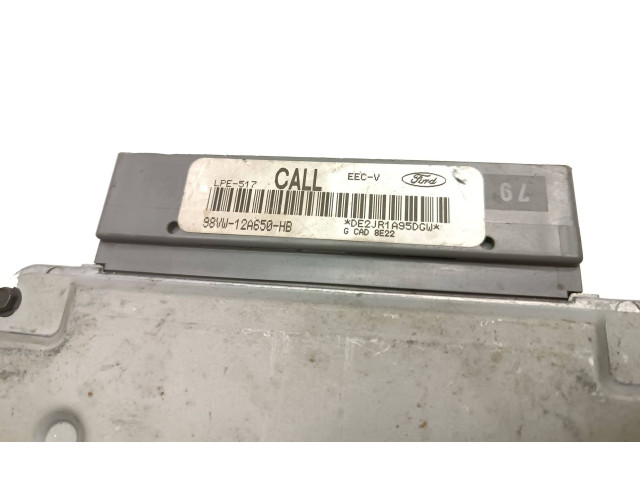 LPE-517 CALL EEC-V Ford
98VW-12A650-HB *DE2JR1A95DGW*
G CAD 8E22
79